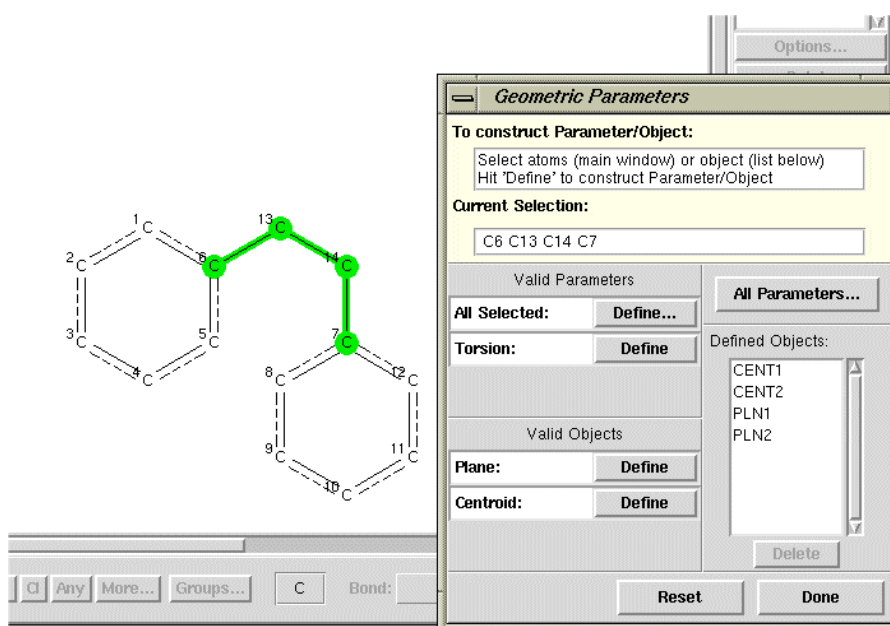 Options...
Geometric Parameters
To construct Parameter/Object:
Select atoms (main window) or object (list below)
Hit 'Define' to construct Parameter/Object
Current Selection:
C6 C13 C14 C7
Valid Parameters
All Selected: Define...
Torsion: Define
All Parameters...
Defined Objects:
CENT1
CENT2
PLN1
PLN2
Valid Objects
Plane: Define
Centroid: Define
Delete
Reset Done
1 C
2 C
3 C
4 C
5 C
6 C
13 C
14 C
7 C
8 C
12 C
9 C
11 C
10 C
Cl Any More... Groups... C Bond: